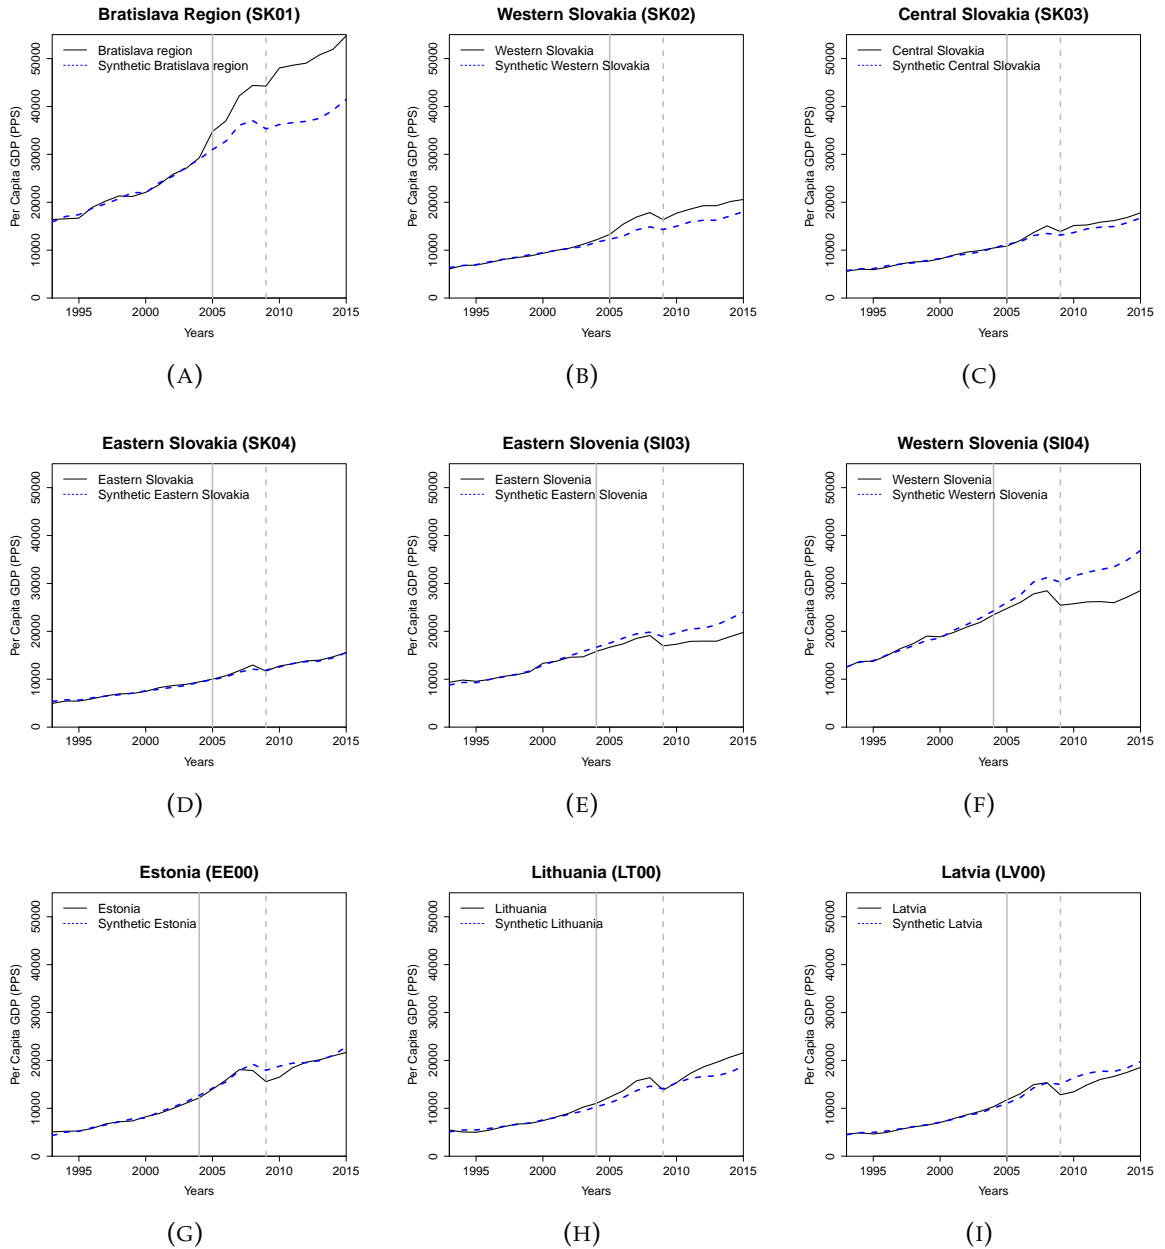 Bratislava Region (SK01)
Bratislava region
Synthetic Bratislava region
Per Capita GDP (PPS)
0 10000 20000 30000 40000 50000
1995 2000 2005 2010 2015
Years
(A)
Western Slovakia (SK02)
Western Slovakia
Synthetic Western Slovakia
Per Capita GDP (PPS)
0 10000 20000 30000 40000 50000
1995 2000 2005 2010 2015
Years
(B)
Central Slovakia (SK03)
Central Slovakia
Synthetic Central Slovakia
Per Capita GDP (PPS)
0 10000 20000 30000 40000 50000
1995 2000 2005 2010 2015
Years
(C)
Eastern Slovakia (SK04)
Eastern Slovakia
Synthetic Eastern Slovakia
Per Capita GDP (PPS)
0 10000 20000 30000 40000 50000
1995 2000 2005 2010 2015
Years
(D)
Eastern Slovenia (SI03)
Eastern Slovenia
Synthetic Eastern Slovenia
Per Capita GDP (PPS)
0 10000 20000 30000 40000 50000
1995 2000 2005 2010 2015
Years
(E)
Western Slovenia (SI04)
Western Slovenia
Synthetic Western Slovenia
Per Capita GDP (PPS)
0 10000 20000 30000 40000 50000
1995 2000 2005 2010 2015
Years
(F)
Estonia (EE00)
Estonia
Synthetic Estonia
Per Capita GDP (PPS)
0 10000 20000 30000 40000 50000
1995 2000 2005 2010 2015
Years
(G)
Lithuania (LT00)
Lithuania
Synthetic Lithuania
Per Capita GDP (PPS)
0 10000 20000 30000 40000 50000
1995 2000 2005 2010 2015
Years
(H)
Latvia (LV00)
Latvia
Synthetic Latvia
Per Capita GDP (PPS)
0 10000 20000 30000 40000 50000
1995 2000 2005 2010 2015
Years
(I)